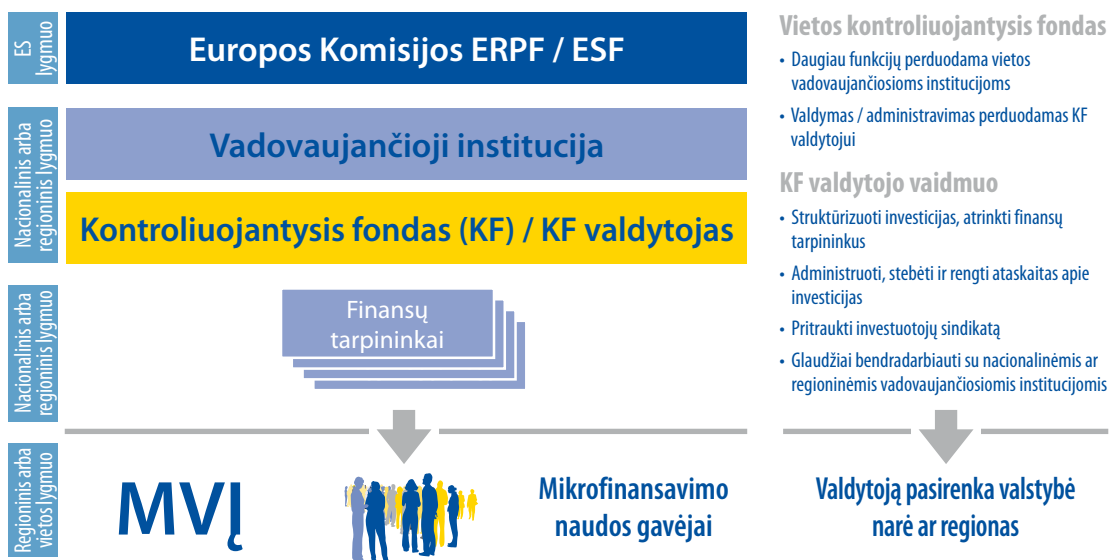 ES
lygmuo
Europos Komisijos ERPF / ESF
Nacionalinis arba
regioninis lygmuo
Vadovaujančioji institucija
Kontroliuojantysis fondas (KF) / KF valdytojas
Nacionalinis arba
regioninis lygmuo
Finansų
tarpininkai
Regioninis arba
vietos lygmuo
MVĮ
Mikrofinansavimo
naudos gavėjai
Vietos kontroliuojantysis fondas
• Daugiau funkcijų perduodama vietos
vadovaujančiosioms institucijoms
• Valdymas / administravimas perduodamas KF
valdytojui
KF valdytojo vaidmuo
• Struktūrizuoti investicijas, atrinkti finansų
tarpininkus
• Administruoti, stebėti ir rengti ataskaitas apie
investicijas
• Pritraukti investuotojų sindikatą
• Glaudžiai bendradarbiauti su nacionalinėmis ar
regioninėmis vadovaujančiosiomis institucijomis
Valdytoją pasirenka valstybė
narė ar regionas